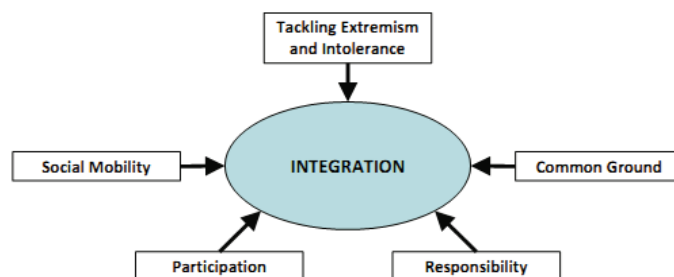 Tackling Extremism
and Intolerance
Social Mobility
INTEGRATION
Common Ground
Participation
Responsibility